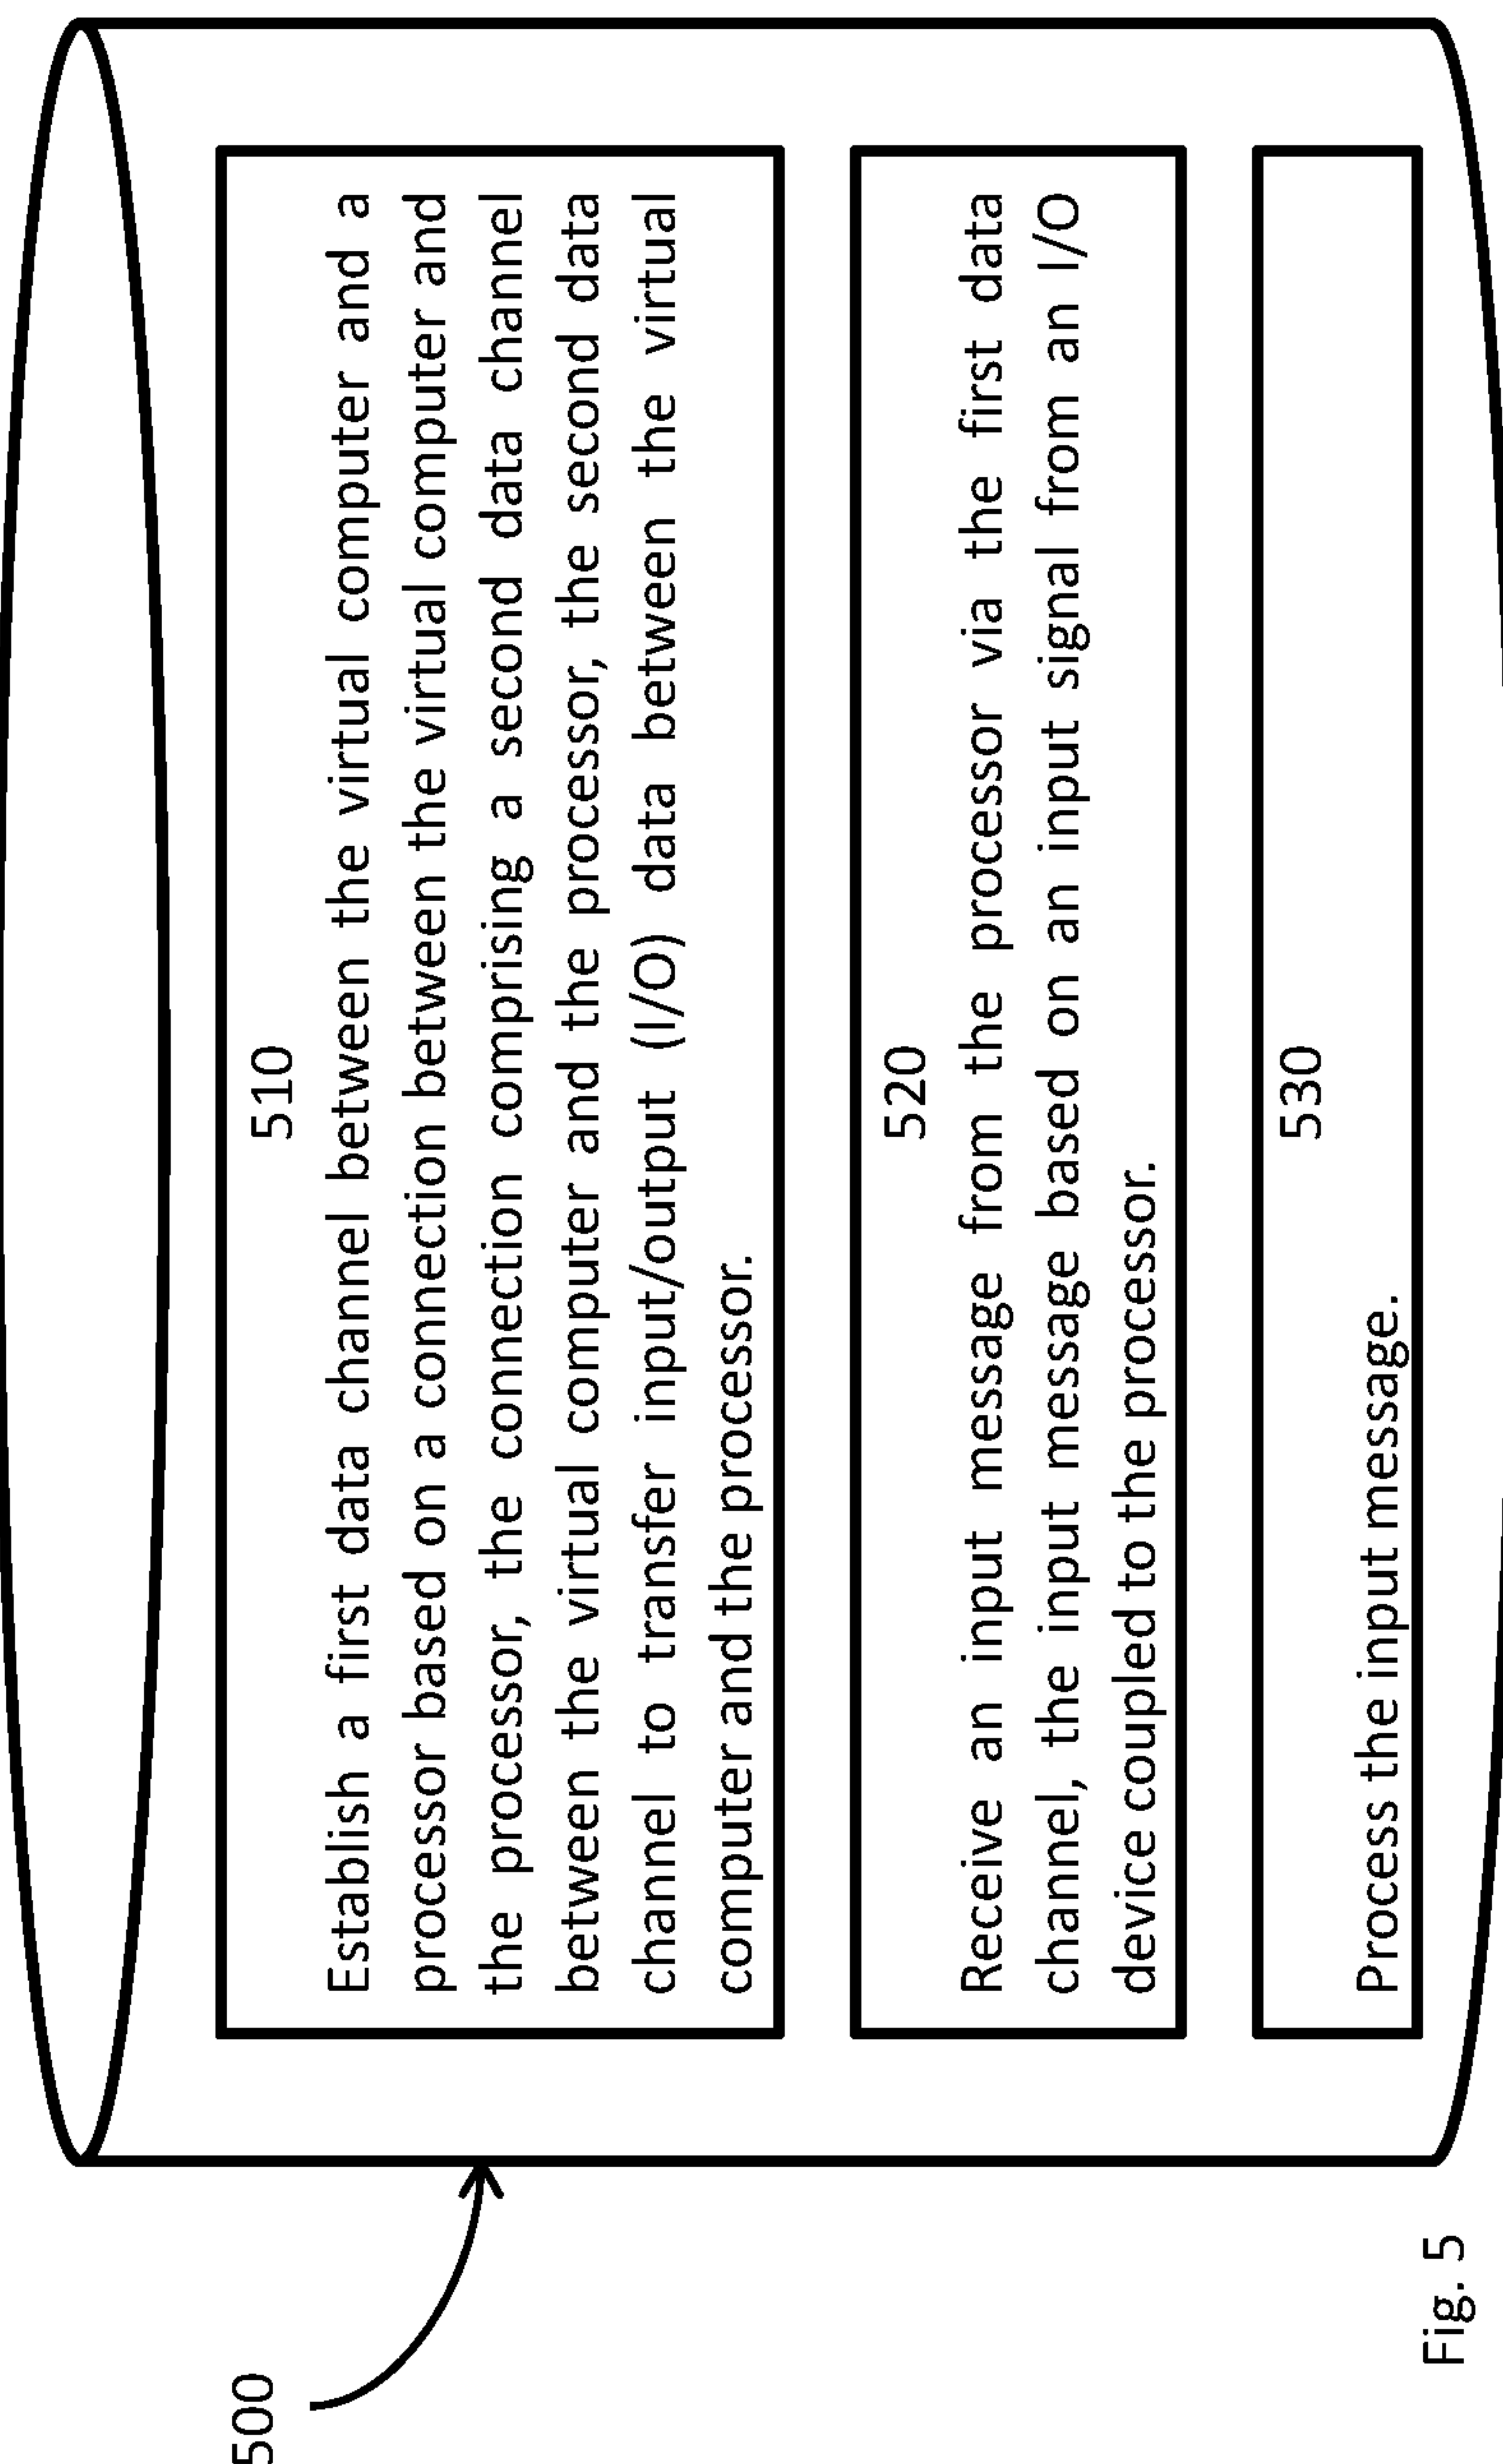 500
510
Establish a first data channel between the virtual computer and a
processor based on a connection between the virtual computer and
the processor, the connection comprising a second data channel
between the virtual computer and the processor, the second data
channel to transfer input/output (I/O) data between the virtual
computer and the processor.
520
Receive an input message from the processor via the first data
channel, the input message based on an input signal from an I/O
device coupled to the processor.
530
Process the input message.
Fig. 5